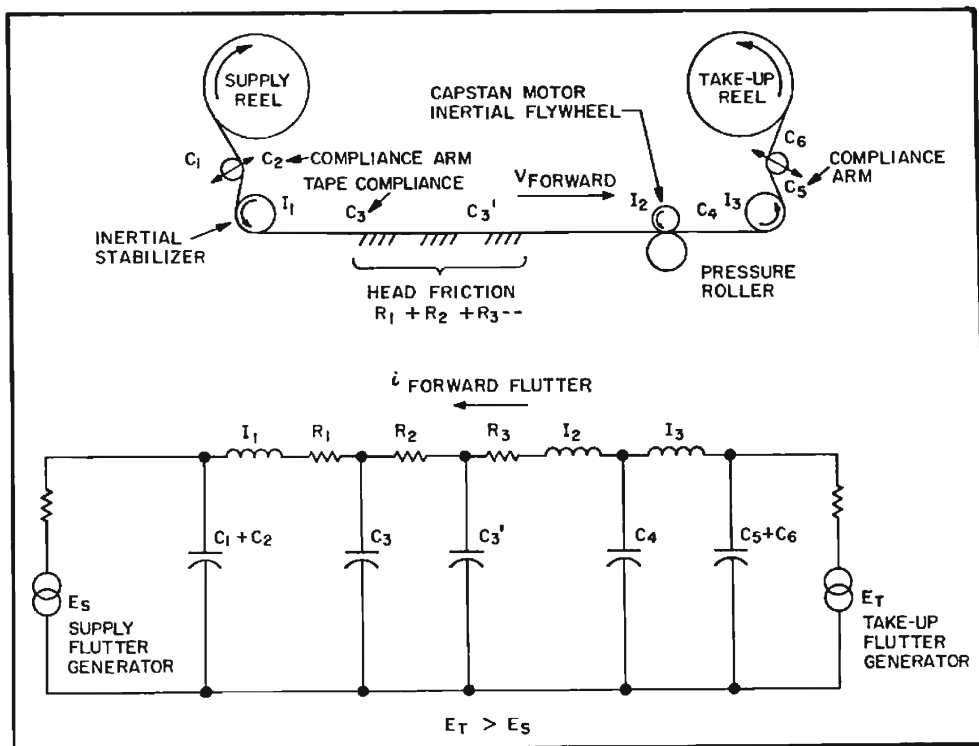 SUPPLY
REEL
TAKE-UP
REEL
CAPSTAN MOTOR
INERTIAL FLYWHEEL
C1
C2
COMPLIANCE ARM
TAPE COMPLIANCE
C6
C5
COMPLIANCE
ARM
VFORWARD
I1
C3
C3'
I2
C4
I3
INERTIAL
STABILIZER
HEAD FRICTION
R1 + R2 + R3--
PRESSURE
ROLLER
i FORWARD FLUTTER
I1
R1
R2
R3
I2
I3
C1 + C2
C3
C3'
C4
C5+C6
ES
SUPPLY
FLUTTER
GENERATOR
ET
TAKE-UP
FLUTTER
GENERATOR
ET > ES